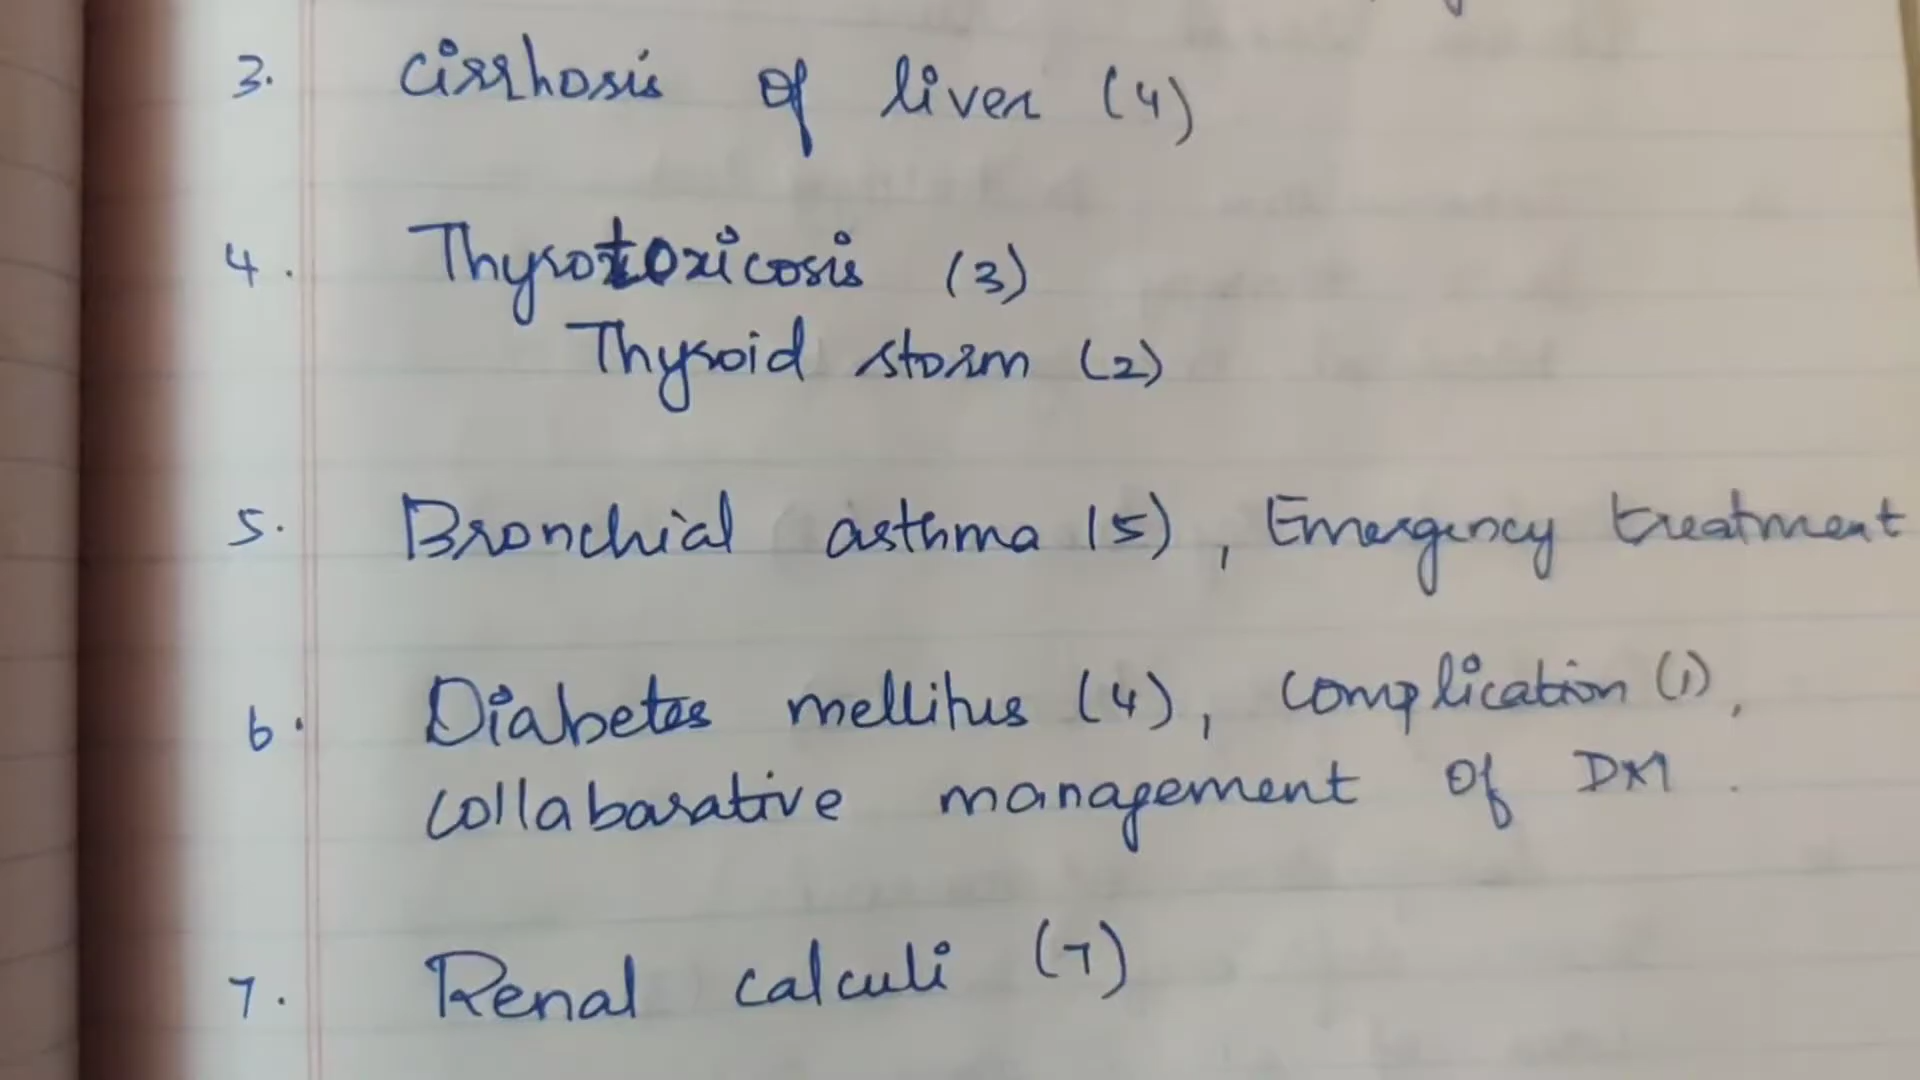 3. Cirrhosis of liver (4)
4. Thyrotoxicosis (3)
Thyroid storm (2)
5. Bronchial asthma (5), Emergency treatment
6. Diabetes mellitus (4), complication (1),
collabarative management of DM.
7. Renal calculi (7)